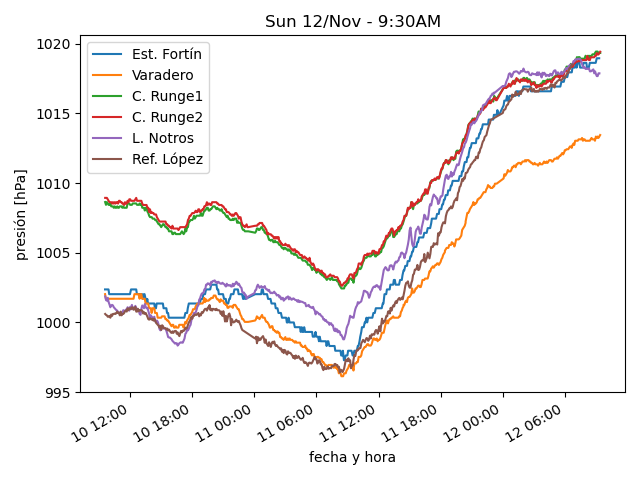 Sun 12/Nov - 9:30AM
1020
1015
1010
1005
1000
995
presión [hPa]
Est. Fortín
Varadero
C. Runge1
C. Runge2
L. Notros
Ref. López
10 12:00
10 18:00
11 00:00
11 06:00
11 12:00
11 18:00
12 00:00
12 06:00
fecha y hora